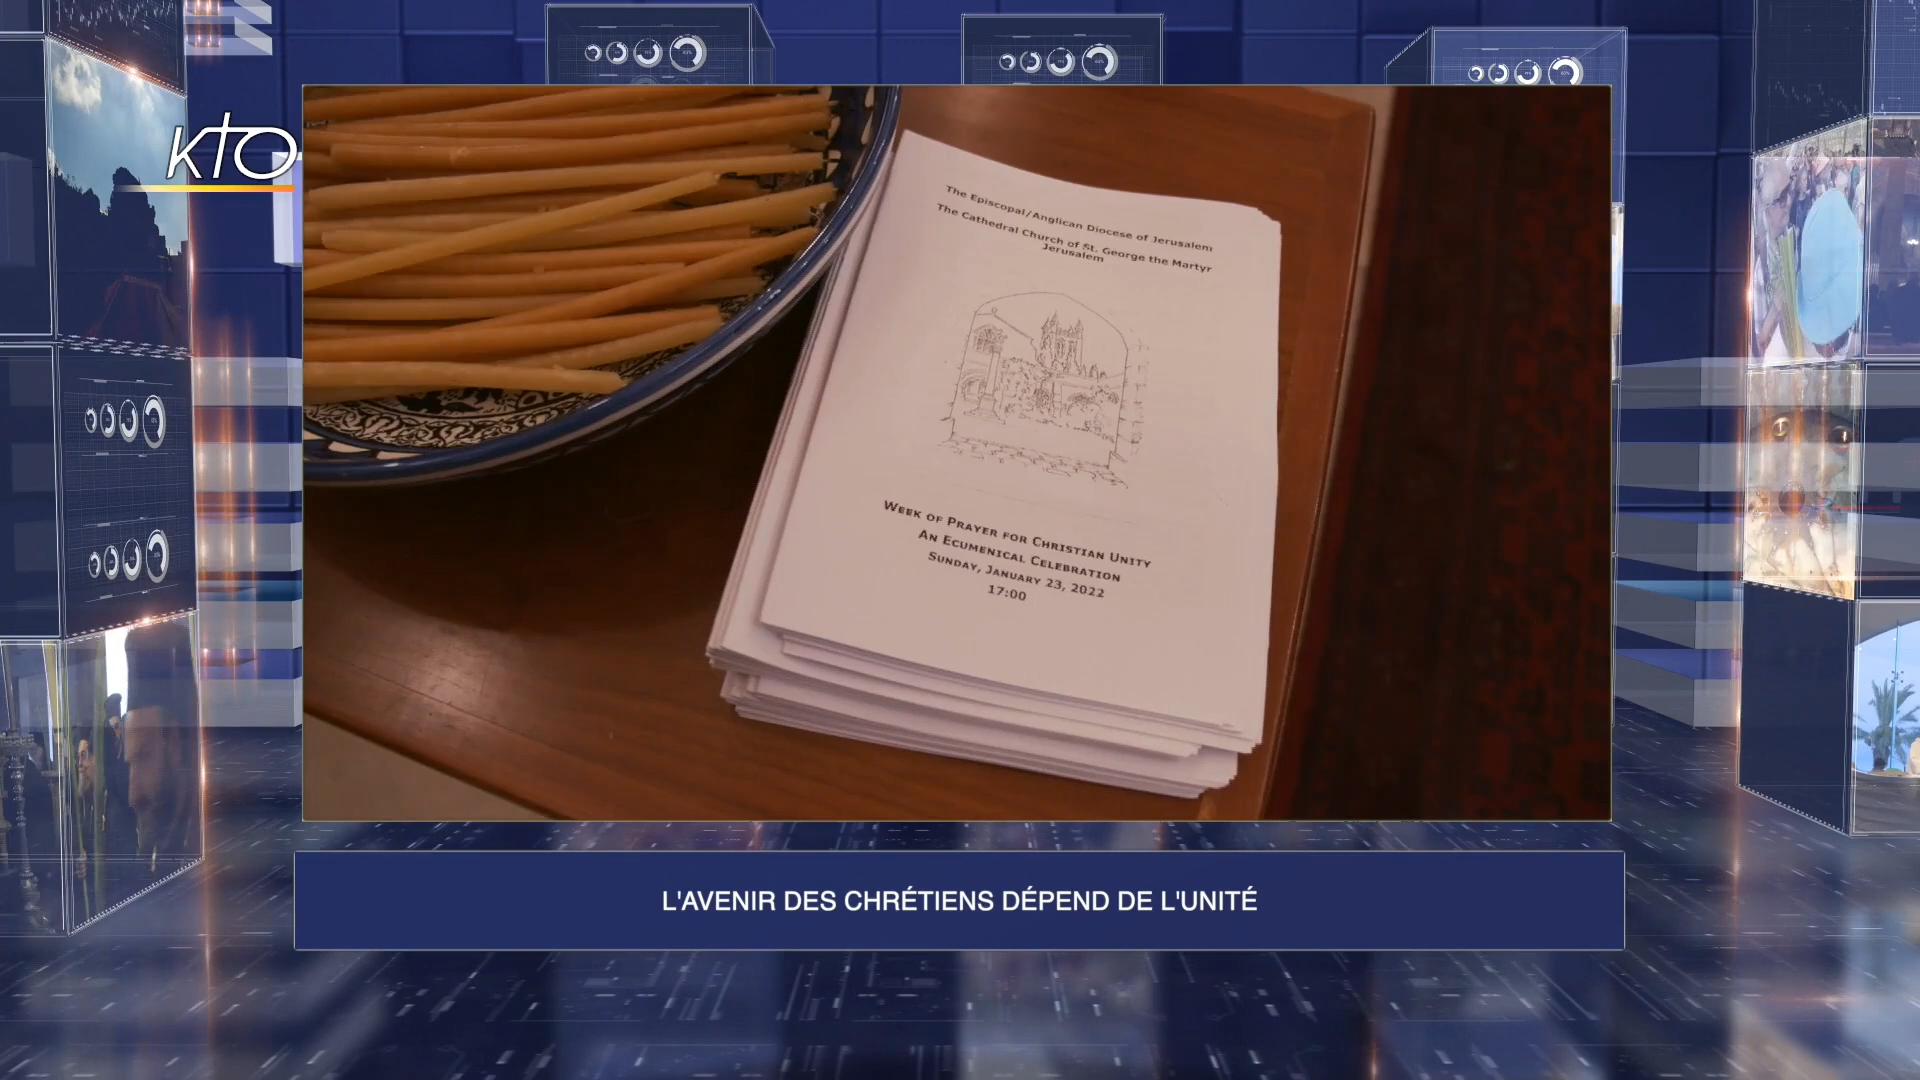 KTO
The Episcopal/Anglican Diocese of Jerusalem
The Cathedral Church of St. George the Martyr
Jerusalem
WEEK OF PRAYER FOR CHRISTIAN UNITY
AN ECUMENICAL CELEBRATION
SUNDAY, JANUARY 23, 2022
17:00
L'AVENIR DES CHRÉTIENS DÉPEND DE L'UNITÉ